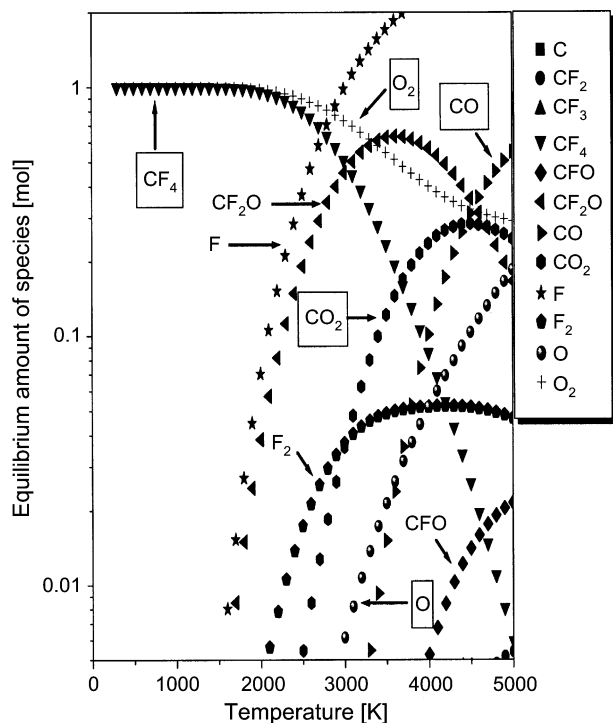 Equilibrium amount of species [mol]
1
0.1
0.01
0
1000
2000
3000
4000
5000
Temperature [K]
CF4
CF2O
F
CO2
F2
O2
CO
CFO
O
C
CF2
CF3
CF4
CFO
CF2O
CO
CO2
F
F2
O
O2